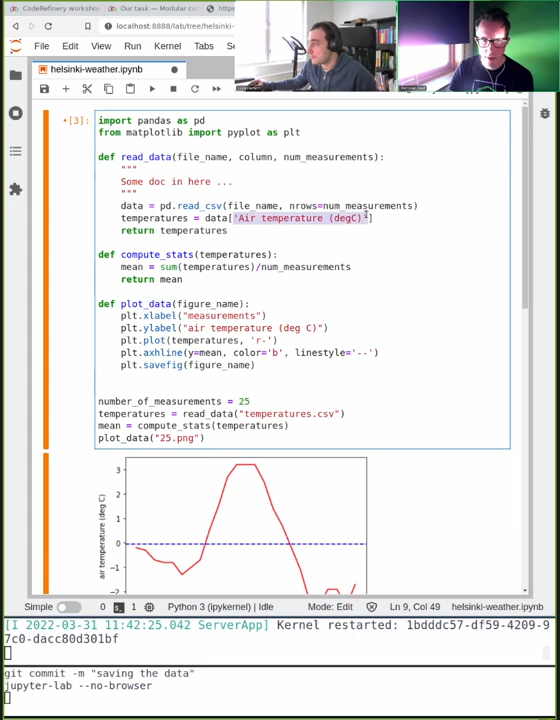 CodeRefinery workshop
Our task — Modular co
http
localhost:8888/lab/tree/helsinki-
File Edit View Run Kernel Tabs Se
helsinki-weather.ipynb
[3]:
import pandas as pd
from matplotlib import pyplot as plt
def read_data(file_name, column, num_measurements):
"""
Some doc in here ...
"""
data = pd.read_csv(file_name, nrows=num_measurements)
temperatures = data['Air temperature (degC)']
return temperatures
def compute_stats(temperatures):
mean = sum(temperatures)/num_measurements
return mean
def plot_data(figure_name):
plt.xlabel("measurements")
plt.ylabel("air temperature (deg C)")
plt.plot(temperatures, 'r-')
plt.axhline(y=mean, color='b', linestyle='--')
plt.savefig(figure_name)
number_of_measurements = 25
temperatures = read_data("temperatures.csv")
mean = compute_stats(temperatures)
plot_data("25.png")
3
2
1
0
−1
−2
air temperature (deg C)
Simple 0 1 Python 3 (ipykernel) | Idle Mode: Edit Ln 9, Col 49 helsinki-weather.ipynb
[I 2022-03-31 11:42:25.042 ServerApp] Kernel restarted: 1bdddc57-df59-4209-9
7c0-dacc80d301bf
git commit -m "saving the data"
jupyter-lab --no-browser